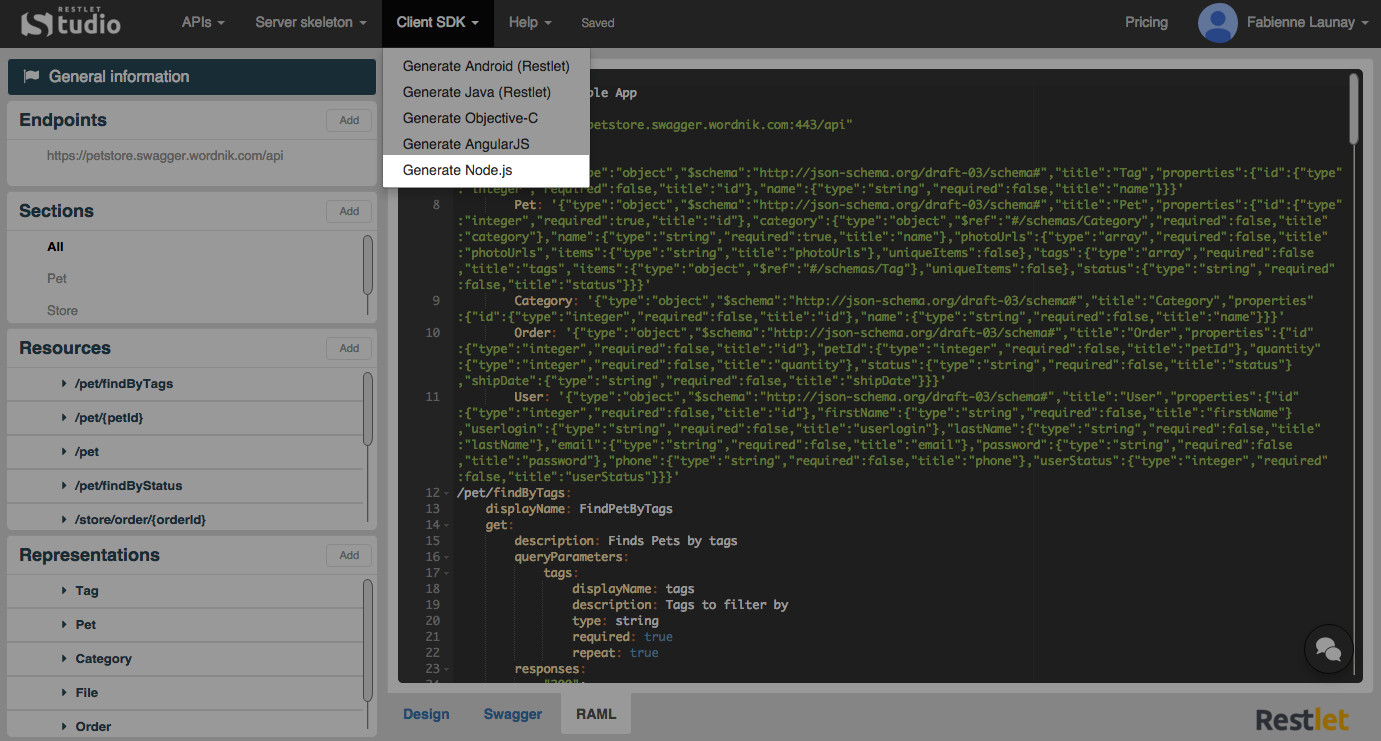 RESTLET
Studio
APIs
Server skeleton
Client SDK
Help
Saved
Pricing
Fabienne Launay
Generate Android (Restlet)
Generate Java (Restlet)
Generate Objective-C
Generate AngularJS
Generate Node.js
General information
Endpoints
Add
https://petstore.swagger.wordnik.com/api
Sections
Add
All
Pet
Store
Resources
Add
/pet/findByTags
/pet/{petId}
/pet
/pet/findByStatus
/store/order/{orderId}
Representations
Add
Tag
Pet
Category
File
Order
ple App
petstore.swagger.wordnik.com:443/api"
pe":"object","$schema":"http://json-schema.org/draft-03/schema#","title":"Tag","properties":{"id":{"type"
:"integer","required":false,"title":"id"},"name":{"type":"string","required":false,"title":"name"}}}'
8 Pet: '{"type":"object","$schema":"http://json-schema.org/draft-03/schema#","title":"Pet","properties":{"id":{"type"
:"integer","required":true,"title":"id"},"category":{"type":"object","$ref":"#/schemas/Category","required":false,"title"
:"category"},"name":{"type":"string","required":true,"title":"name"},"photoUrls":{"type":"array","required":false,"title"
:"photoUrls","items":{"type":"string","title":"photoUrls"},"uniqueItems":false},"tags":{"type":"array","required":false
,"title":"tags","items":{"type":"object","$ref":"#/schemas/Tag"},"uniqueItems":false},"status":{"type":"string","required"
:false,"title":"status"}}}'
9 Category: '{"type":"object","$schema":"http://json-schema.org/draft-03/schema#","title":"Category","properties"
:{"id":{"type":"integer","required":false,"title":"id"},"name":{"type":"string","required":false,"title":"name"}}}'
10 Order: '{"type":"object","$schema":"http://json-schema.org/draft-03/schema#","title":"Order","properties":{"id"
:{"type":"integer","required":false,"title":"id"},"petId":{"type":"integer","required":false,"title":"petId"},"quantity"
:{"type":"integer","required":false,"title":"quantity"},"status":{"type":"string","required":false,"title":"status"}
,"shipDate":{"type":"string","required":false,"title":"shipDate"}}}'
11 User: '{"type":"object","$schema":"http://json-schema.org/draft-03/schema#","title":"User","properties":{"id"
:{"type":"integer","required":false,"title":"id"},"firstName":{"type":"string","required":false,"title":"firstName"}
,"userlogin":{"type":"string","required":false,"title":"userlogin"},"lastName":{"type":"string","required":false,"title"
:"lastName"},"email":{"type":"string","required":false,"title":"email"},"password":{"type":"string","required":false
,"title":"password"},"phone":{"type":"string","required":false,"title":"phone"},"userStatus":{"type":"integer","required"
:false,"title":"userStatus"}}}'
12 /pet/findByTags:
13 displayName: FindPetByTags
14 get:
15 description: Finds Pets by tags
16 queryParameters:
17 tags:
18 displayName: tags
19 description: Tags to filter by
20 type: string
21 required: true
22 repeat: true
23 responses:
Design
Swagger
RAML
Restlet